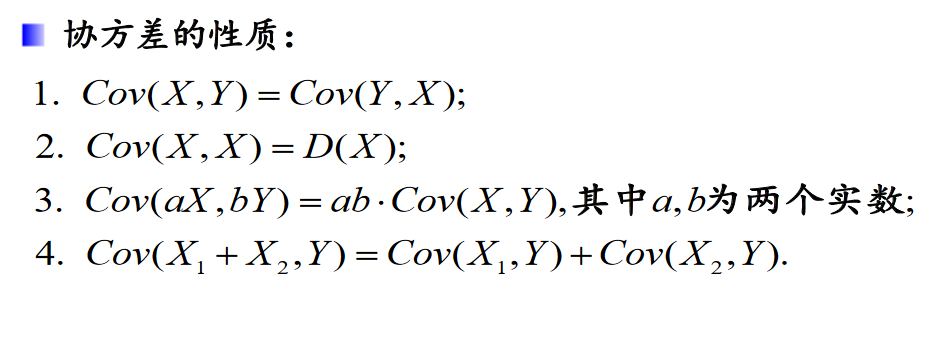 协方差的性质：
1. Cov(X,Y) = Cov(Y,X);
2. Cov(X,X) = D(X);
3. Cov(aX,bY) = ab·Cov(X,Y),其中a,b为两个实数;
4. Cov(X₁ + X₂,Y) = Cov(X₁,Y) + Cov(X₂,Y).